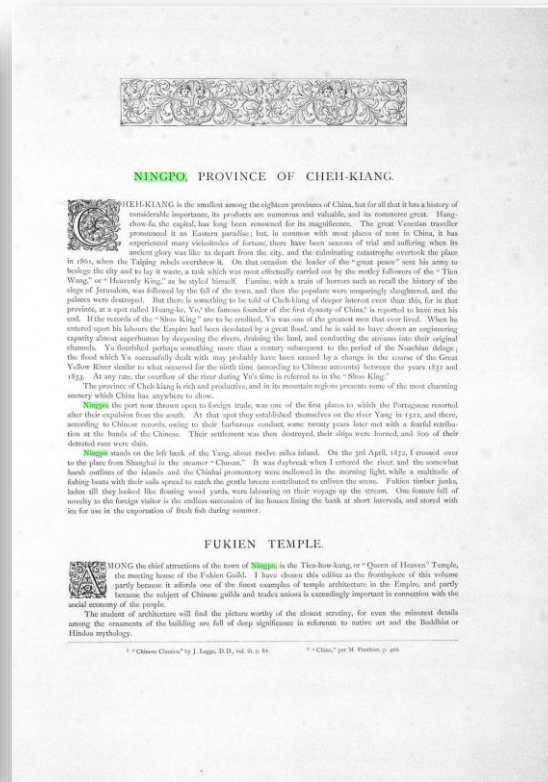 NINGPO, PROVINCE OF CHEH-KIANG.
CHEH-KIANG is the smallest among the eighteen provinces of China, but for all that it has a history of
considerable importance, its products are numerous and valuable, and its commerce great. Hang-
chow-fu, the capital, has long been renowned for its magnificence. The great Venetian traveller
pronounced it an Eastern paradise; but, in common with most places of note in China, it has
experienced many vicissitudes of fortune, there have been seasons of trial and suffering when its
ancient glory was like to depart from the city, and the culminating catastrophe overtook the place
in 1861, when the Taiping rebels overthrew it. On that occasion the leader of the "great peace" sent his army to
besiege the city and to lay it waste, a task which was most effectually carried out by the motley followers of the "Tien
Wang," or "Heavenly King," as he styled himself. Famine, with a train of horrors such as recall the history of the
siege of Jerusalem, was followed by the fall of the town, and then the populace were unsparingly slaughtered, and the
palaces were destroyed. But there is something to be told of Cheh-kiang of deeper interest even than this, for in that
province, at a spot called Huang-ke, Yu,¹ the famous founder of the first dynasty of China,² is reported to have met his
end. If the records of the "Shoo King" are to be credited, Yu was one of the greatest men that ever lived. When he
entered upon his labours the Empire had been desolated by a great flood, and he is said to have shown an engineering
capacity almost superhuman by deepening the rivers, draining the land, and conducting the streams into their original
channels. Yu flourished perhaps something more than a century subsequent to the period of the Noachian deluge;
the flood which Yu successfully dealt with may probably have been caused by a change in the course of the Great
Yellow River similar to what occurred for the ninth time (according to Chinese accounts) between the years 1851 and
1853. At any rate, the overflow of the river during Yu's time is referred to in the "Shoo King."
The province of Cheh-kiang is rich and productive, and in its mountain regions presents some of the most charming
scenery which China has anywhere to show.
Ningpo, the port now thrown open to foreign trade, was one of the first places to which the Portuguese resorted
after their expulsion from the south. At that spot they established themselves on the river Yang in 1522, and there,
according to Chinese records, owing to their barbarous conduct, some twenty years later met with a fearful retribu-
tion at the hands of the Chinese. Their settlement was then destroyed, their ships were burned, and 800 of their
detested race were slain.
Ningpo stands on the left bank of the Yang, about twelve miles inland. On the 3rd April, 1872, I crossed over
to the place from Shanghai in the steamer "Chusan." It was daybreak when I entered the river, and the somewhat
harsh outlines of the islands and the Chinhai promontory were mellowed in the morning light, while a multitude of
fishing boats with their sails spread to catch the gentle breeze contributed to enliven the scene. Fukien timber junks,
laden till they looked like floating wood yards, were labouring on their voyage up the stream. One feature full of
novelty to the foreign visitor is the endless succession of ice houses lining the bank at short intervals, and stored with
ice for use in the exportation of fresh fish during summer.
FUKIEN TEMPLE.
AMONG the chief attractions of the town of Ningpo, is the Tien-how-kung, or "Queen of Heaven" Temple,
the meeting house of the Fukien Guild. I have chosen this edifice as the frontispiece of this volume
partly because it affords one of the finest examples of temple architecture in the Empire, and partly
because the subject of Chinese guilds and trades unions is exceedingly important in connection with the
social economy of the people.
The student of architecture will find the picture worthy of the closest scrutiny, for even the minutest details
among the ornaments of the building are full of deep significance in reference to native art and the Buddhist or
Hindoo mythology.
¹ "Chinese Classics," by J. Legge, D.D., vol. iii. p. 61. ² "China," par M. Pauthier, p. 466.